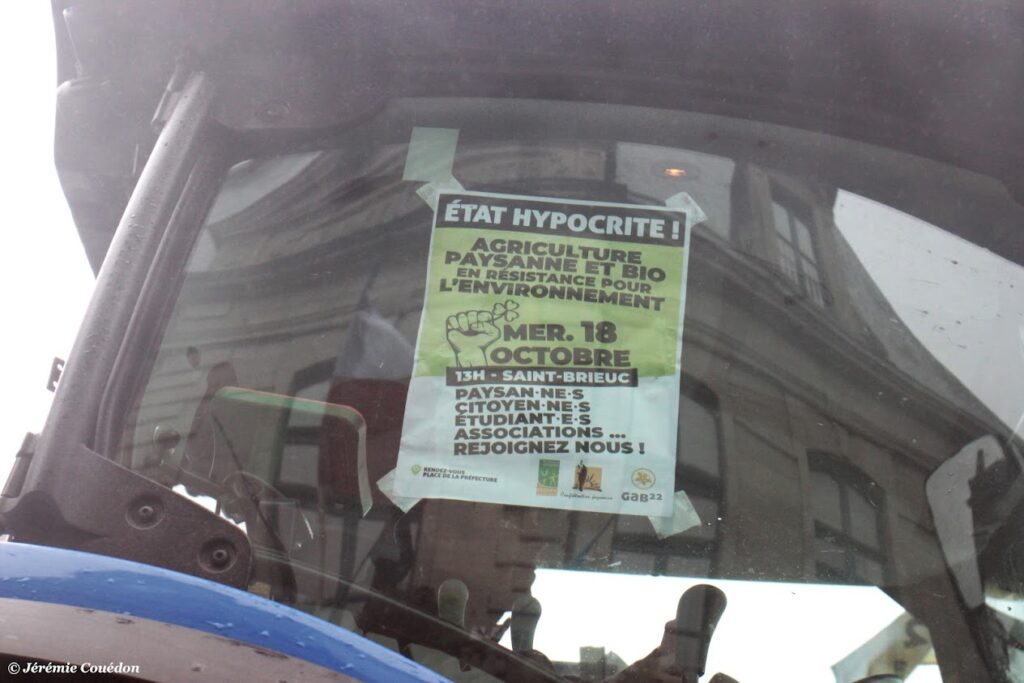 ÉTAT HYPOCRITE !
AGRICULTURE
PAYSANNE ET BIO
EN RÉSISTANCE POUR
L'ENVIRONNEMENT
MER. 18
OCTOBRE
13H - SAINT-BRIEUC
PAYSAN·NE·S
CITOYEN·NE·S
ÉTUDIANT·E·S
ASSOCIATIONS ...
REJOIGNEZ NOUS !
RENDEZ-VOUS
PLACE DE LA PRÉFECTURE
Confédération paysanne
GAB22
© Jérémie Couédon